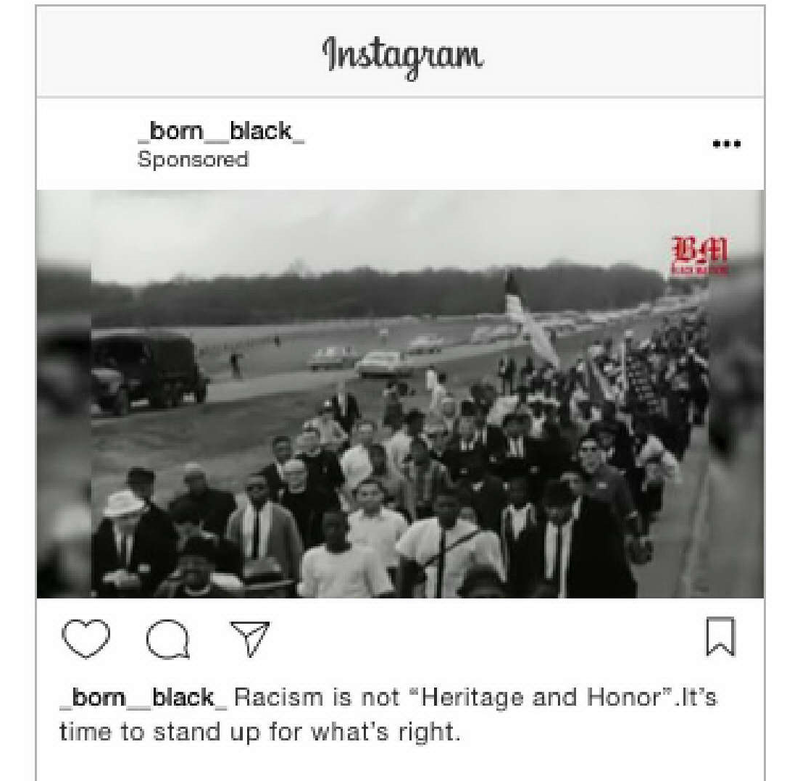 Instagram
_born__black_
Sponsored
BM
_born__black_ Racism is not “Heritage and Honor”.It’s
time to stand up for what’s right.